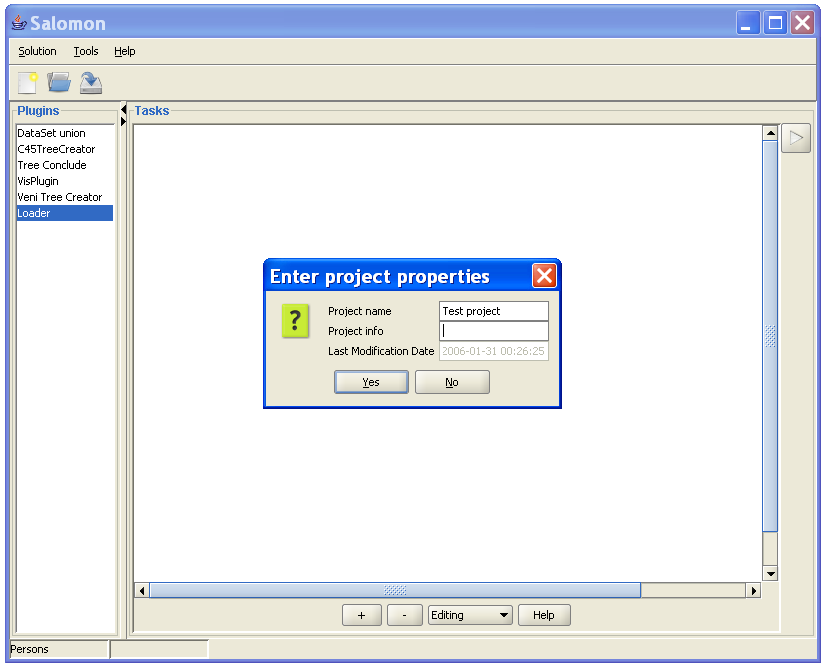 Salomon
Solution Tools Help
Plugins
Tasks
DataSet union
C45TreeCreator
Tree Conclude
VisPlugin
Veni Tree Creator
Loader
Enter project properties
?
Project name Test project
Project info
Last Modification Date 2006-01-31 00:26:25
Yes No
+ - Editing Help
Persons